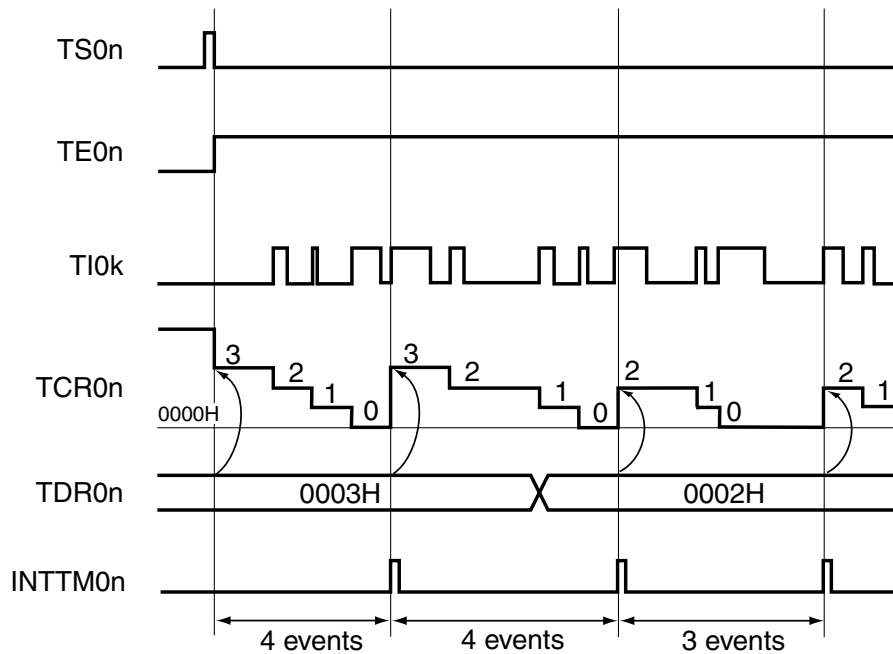 TS0n
TE0n
TI0k
TCR0n
3
2
1
0
3
2
1
0
2
1
0
2
1
0000H
TDR0n
0003H
0002H
INTTM0n
4 events
4 events
3 events